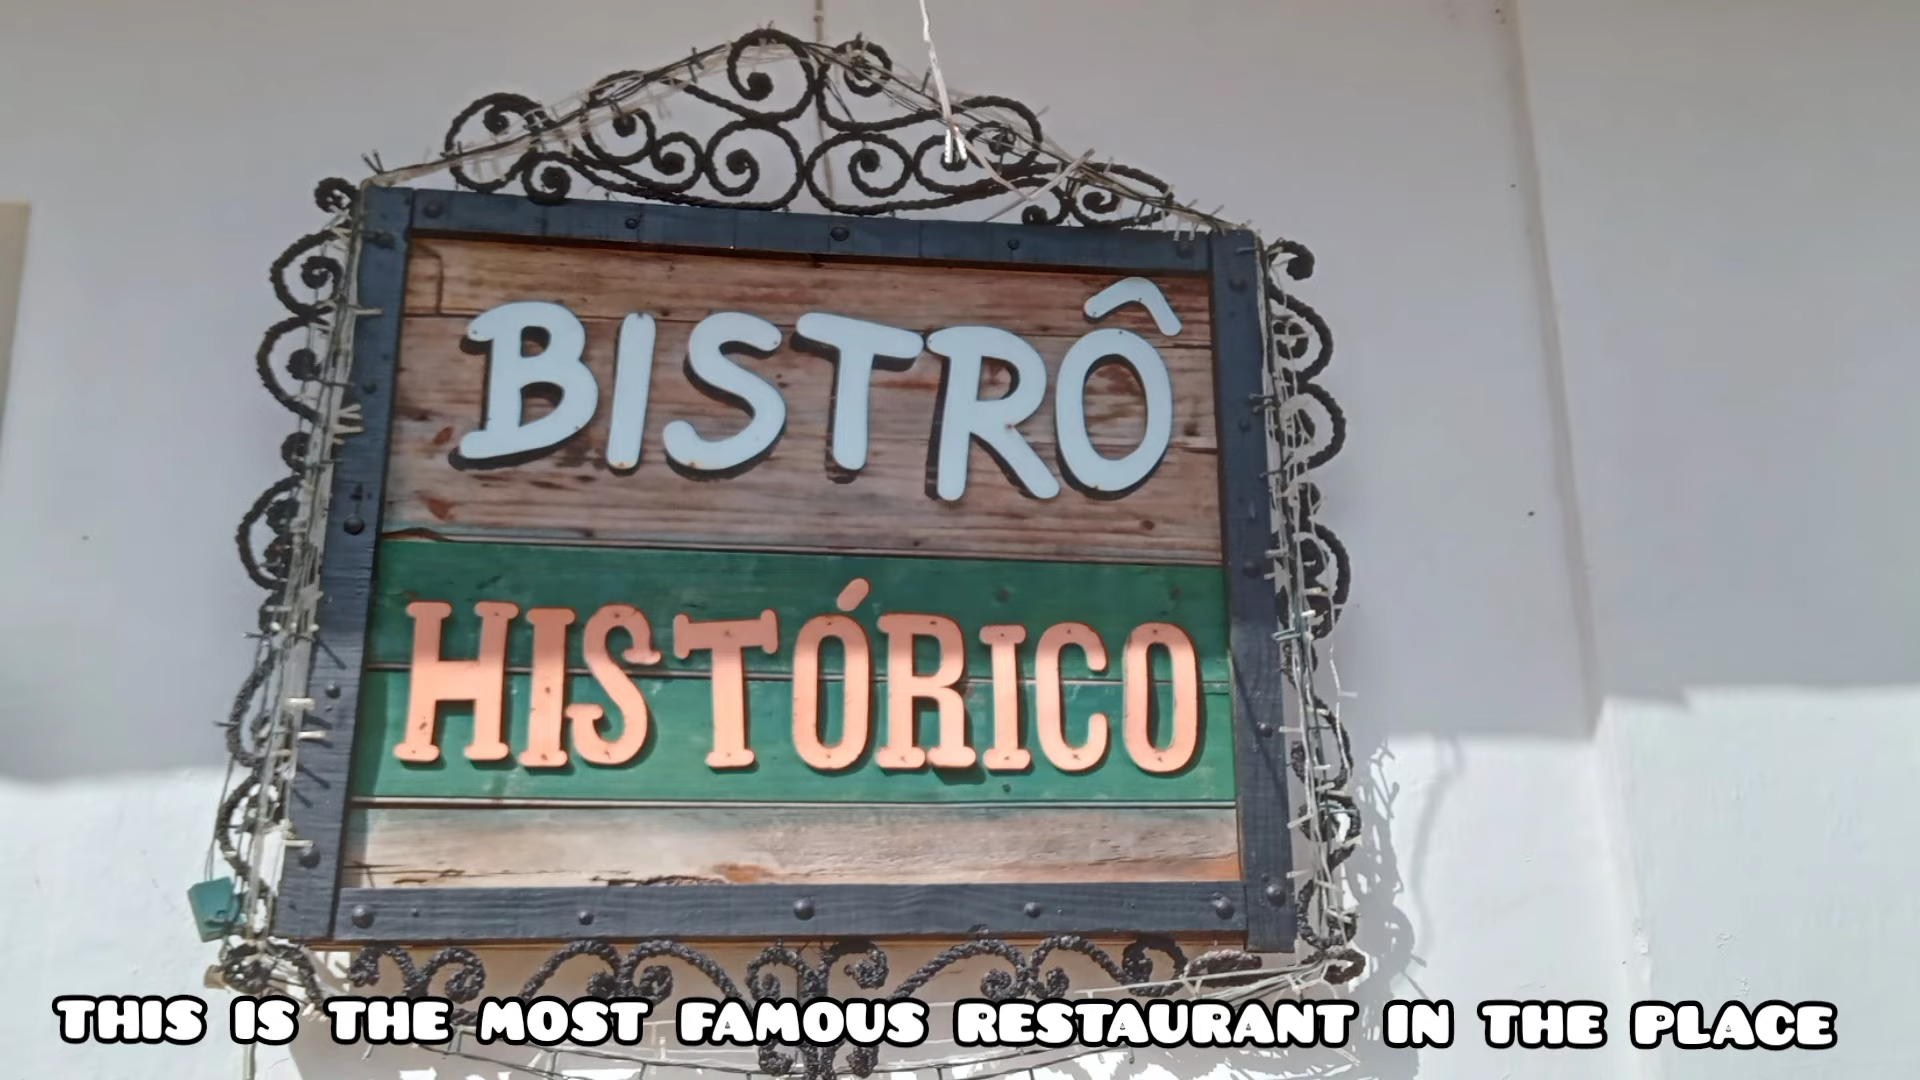 BISTRÔ
HISTÓRICO
THIS IS THE MOST FAMOUS RESTAURANT IN THE PLACE